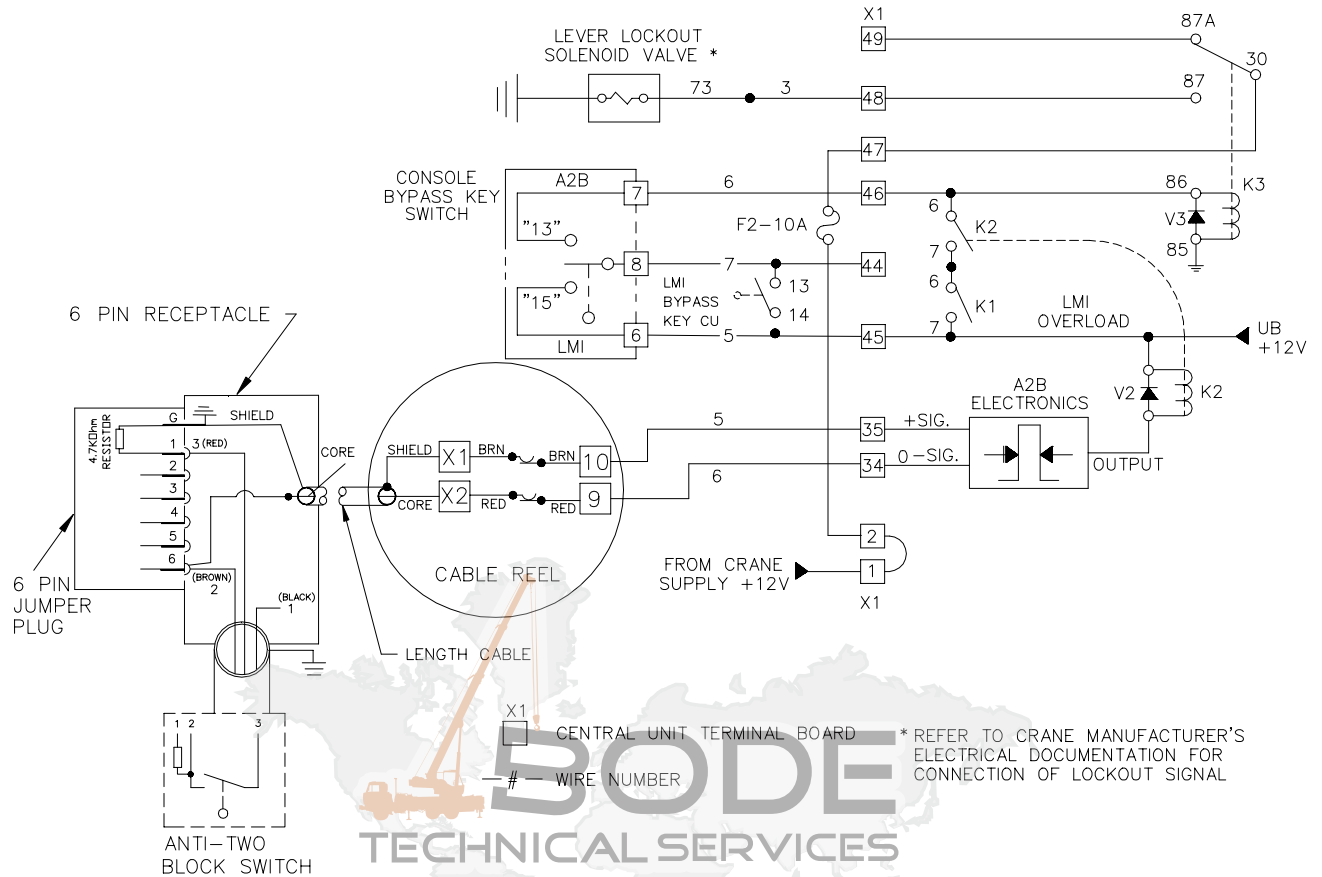 X1
87A
LEVER LOCKOUT
SOLENOID VALVE *
49
30
73
3
48
87
47
CONSOLE
BYPASS KEY
SWITCH
A2B
7
6
46
86
K3
"13"
F2-10A
6
K2
V3
7
85
8
7
44
"15"
LMI
BYPASS
KEY CU
13
14
6
K1
7
LMI
OVERLOAD
6 PIN RECEPTACLE
LMI
6
5
45
UB
+12V
A2B
ELECTRONICS
V2
K2
G
SHIELD
4.7KOhm
RESISTOR
1
3 (RED)
CORE
2
3
4
5
6
SHIELD
X1
BRN
BRN
10
5
35
+SIG.
CORE
X2
RED
RED
9
6
34
0-SIG.
OUTPUT
(BROWN)
2
(BLACK)
1
6 PIN
JUMPER
PLUG
CABLE REEL
2
FROM CRANE
SUPPLY +12V
1
X1
LENGTH CABLE
X1
CENTRAL UNIT TERMINAL BOARD
* REFER TO CRANE MANUFACTURER'S
ELECTRICAL DOCUMENTATION FOR
CONNECTION OF LOCKOUT SIGNAL
1 2 3
-#- WIRE NUMBER
BODE
TECHNICAL SERVICES
ANTI-TWO
BLOCK SWITCH